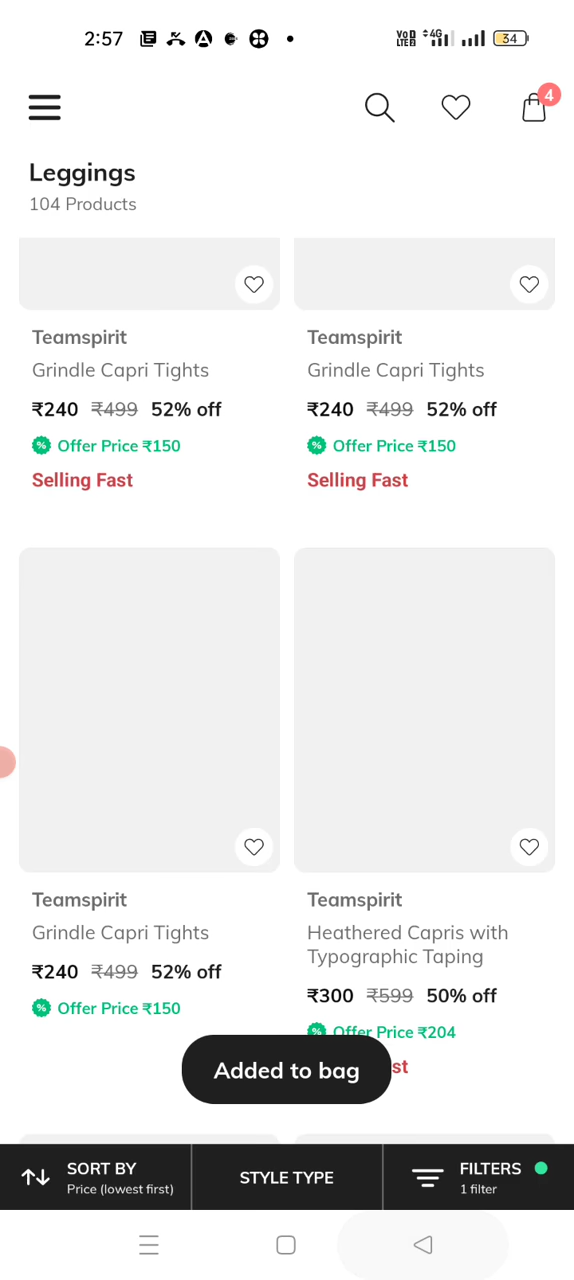 2:57
Vo D
LTE 2
4G
34
4
Leggings
104 Products
Teamspirit
Grindle Capri Tights
₹240 ₹499 52% off
% Offer Price ₹150
Selling Fast
Teamspirit
Grindle Capri Tights
₹240 ₹499 52% off
% Offer Price ₹150
Selling Fast
Teamspirit
Grindle Capri Tights
₹240 ₹499 52% off
% Offer Price ₹150
Teamspirit
Heathered Capris with
Typographic Taping
₹300 ₹599 50% off
% Offer Price ₹204
st
Added to bag
SORT BY
Price (lowest first)
STYLE TYPE
FILTERS
1 filter